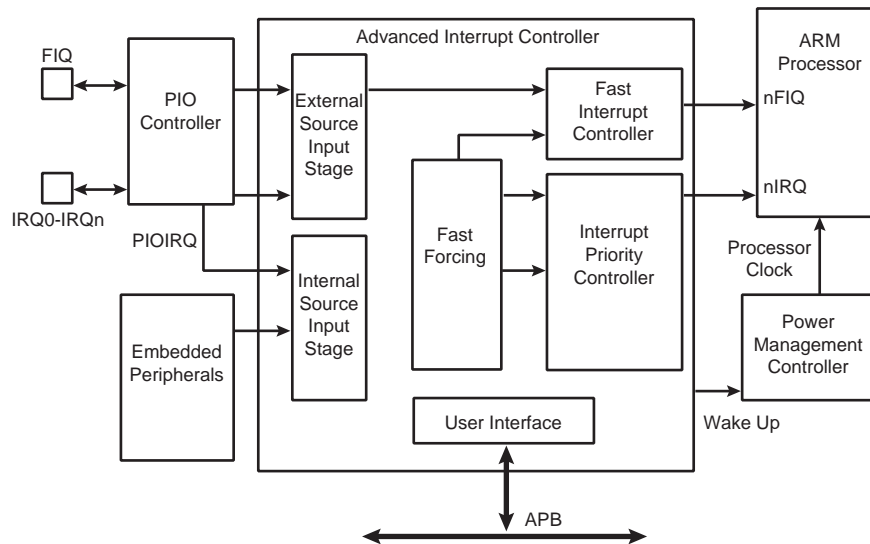 FIQ
PIO
Controller
IRQ0-IRQn
PIOIRQ
Embedded
Peripherals
Advanced Interrupt Controller
External
Source
Input
Stage
Internal
Source
Input
Stage
Fast
Forcing
Fast
Interrupt
Controller
Interrupt
Priority
Controller
User Interface
APB
ARM
Processor
nFIQ
nIRQ
Processor
Clock
Power
Management
Controller
Wake Up